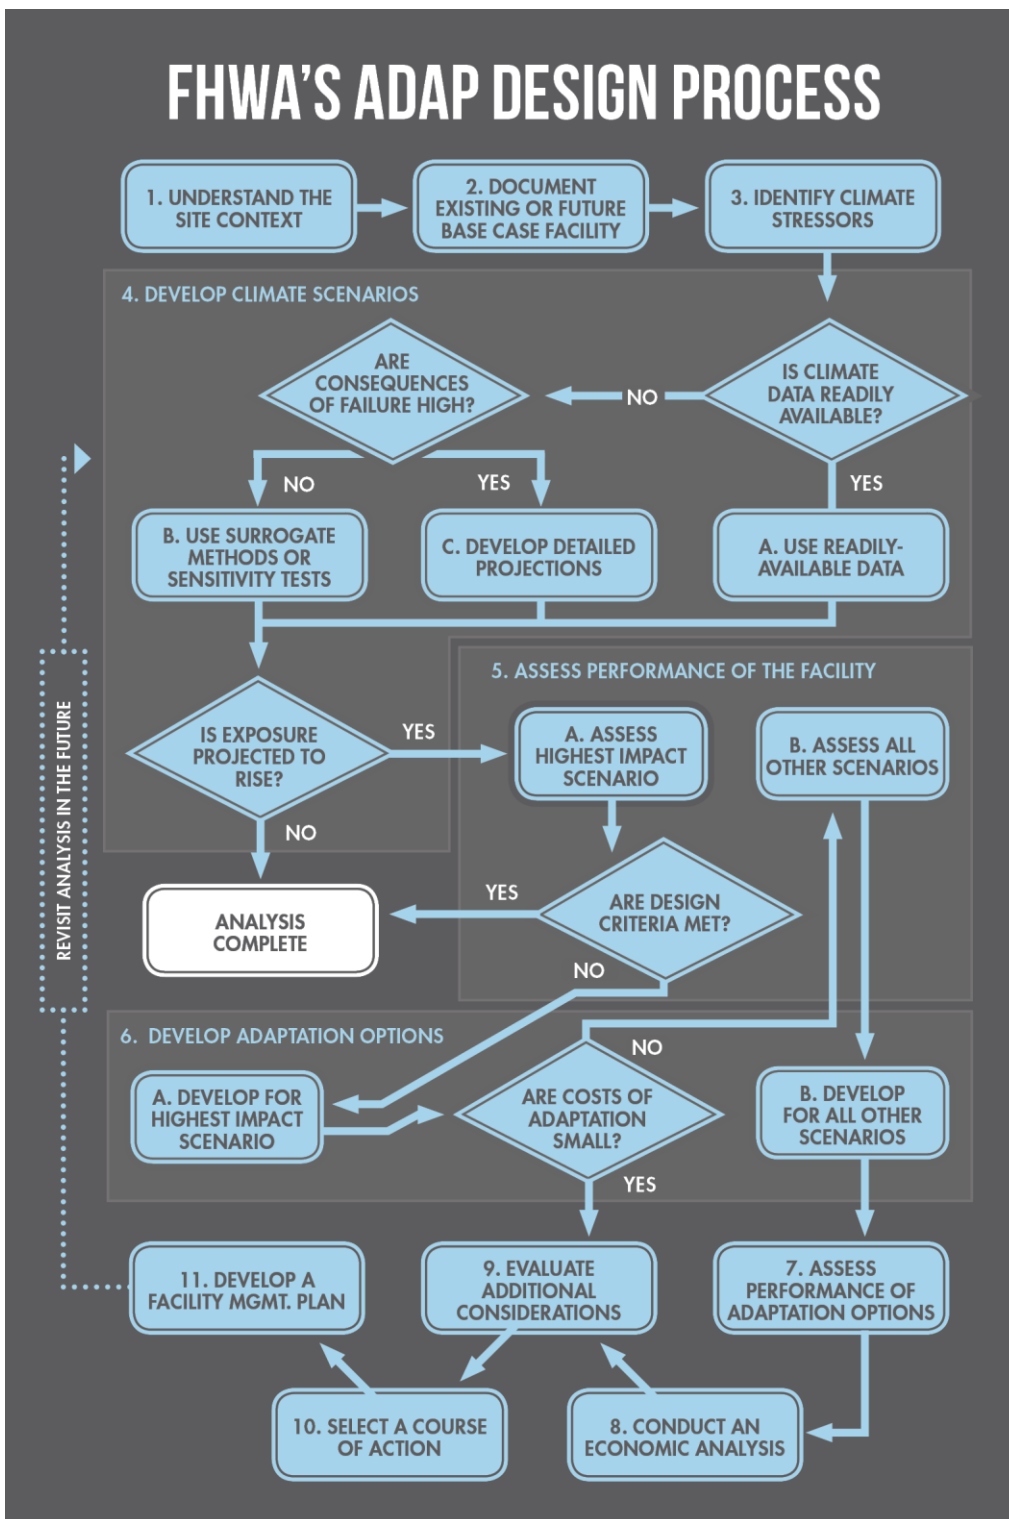 FHWA'S ADAP DESIGN PROCESS
1. UNDERSTAND THE
SITE CONTEXT
2. DOCUMENT
EXISTING OR FUTURE
BASE CASE FACILITY
3. IDENTIFY CLIMATE
STRESSORS
4. DEVELOP CLIMATE SCENARIOS
ARE
CONSEQUENCES
OF FAILURE HIGH?
NO
IS CLIMATE
DATA READILY
AVAILABLE?
NO
YES
YES
B. USE SURROGATE
METHODS OR
SENSITIVITY TESTS
C. DEVELOP DETAILED
PROJECTIONS
A. USE READILY-
AVAILABLE DATA
5. ASSESS PERFORMANCE OF THE FACILITY
IS EXPOSURE
PROJECTED TO
RISE?
YES
A. ASSESS
HIGHEST IMPACT
SCENARIO
B. ASSESS ALL
OTHER SCENARIOS
NO
REVISIT ANALYSIS IN THE FUTURE
ANALYSIS
COMPLETE
YES
ARE DESIGN
CRITERIA MET?
NO
6. DEVELOP ADAPTATION OPTIONS
NO
A. DEVELOP FOR
HIGHEST IMPACT
SCENARIO
ARE COSTS OF
ADAPTATION
SMALL?
B. DEVELOP
FOR ALL OTHER
SCENARIOS
YES
11. DEVELOP A
FACILITY MGMT. PLAN
9. EVALUATE
ADDITIONAL
CONSIDERATIONS
7. ASSESS
PERFORMANCE OF
ADAPTATION OPTIONS
10. SELECT A COURSE
OF ACTION
8. CONDUCT AN
ECONOMIC ANALYSIS